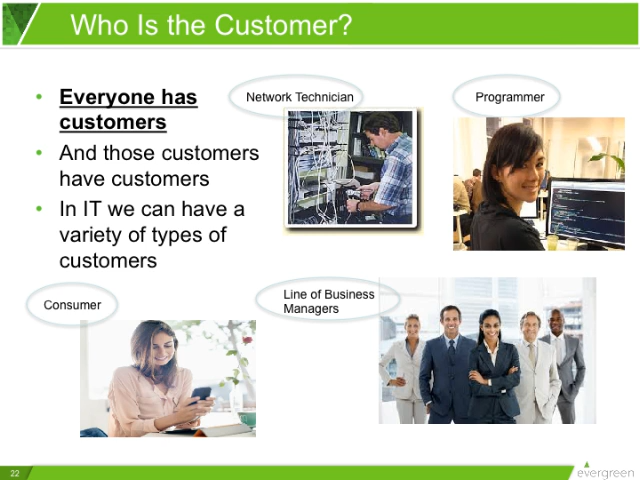 Who Is the Customer?
• Everyone has
customers
• And those customers
have customers
• In IT we can have a
variety of types of
customers
Network Technician
Programmer
Consumer
Line of Business
Managers
22
evergreen